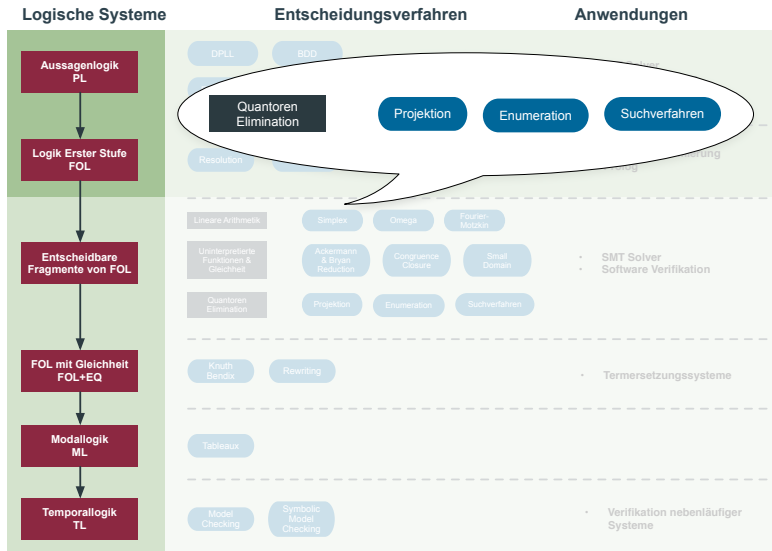 Logische Systeme
Entscheidungsverfahren
Anwendungen
Aussagenlogik
PL
DPLL
BDD
Quantoren
Elimination
Projektion
Enumeration
Suchverfahren
Logik Erster Stufe
FOL
Resolution
Entscheidbare
Fragmente von FOL
Lineare Arithmetik
Simplex
Omega
Fourier-
Motzkin
Uninterpretierte
Funktionen &
Gleichheit
Ackermann
& Bryan
Reduction
Congruence
Closure
Small
Domain
• SMT Solver
• Software Verifikation
Quantoren
Elimination
Projektion
Enumeration
Suchverfahren
FOL mit Gleichheit
FOL+EQ
Knuth
Bendix
Rewriting
• Termersetzungssysteme
Modallogik
ML
Tableaux
Temporallogik
TL
Model
Checking
Symbolic
Model
Checking
• Verifikation nebenläufiger
Systeme